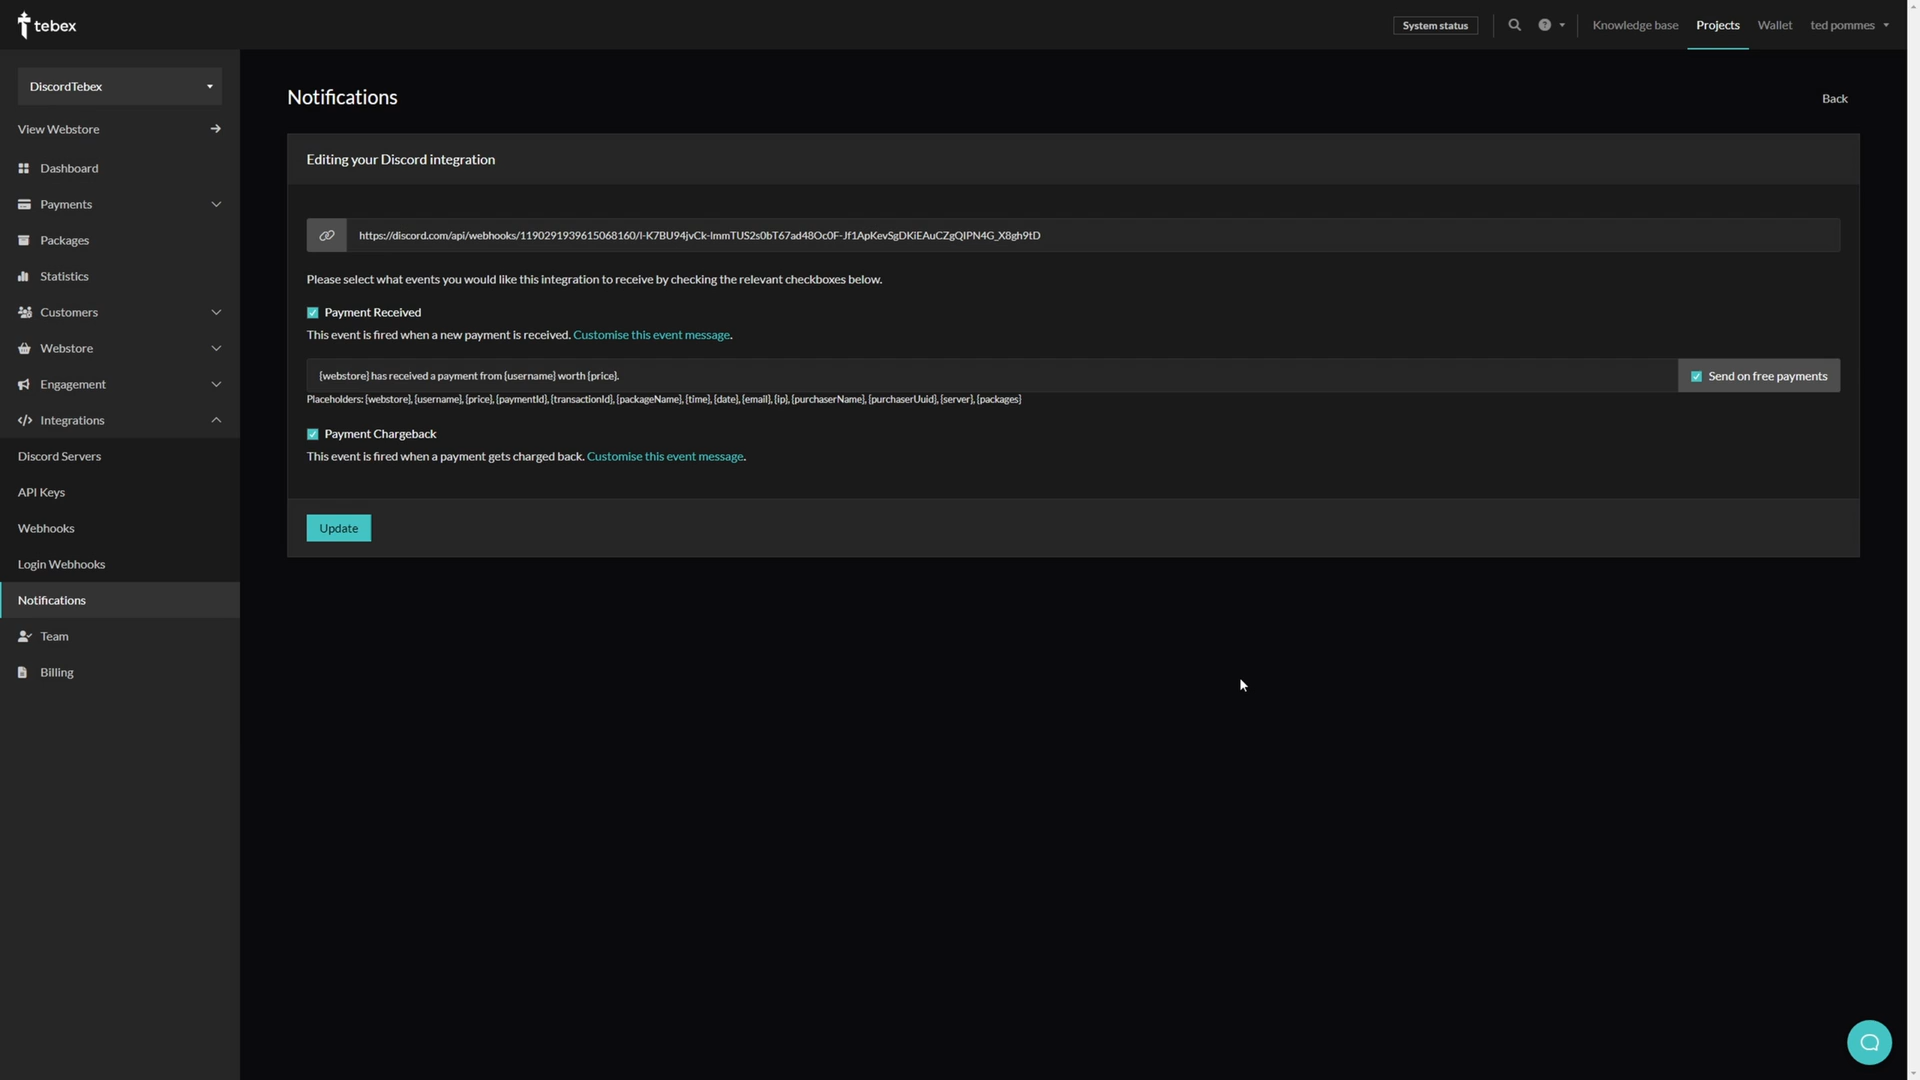 tebex
System status
Knowledge base
Projects
Wallet
ted pommes
DiscordTebex
View Webstore
Dashboard
Payments
Packages
Statistics
Customers
Webstore
Engagement
Integrations
Discord Servers
API Keys
Webhooks
Login Webhooks
Notifications
Team
Billing
Notifications
Back
Editing your Discord integration
https://discord.com/api/webhooks/1190291939615068160/l-K7BU94jvCk-lmmTUS2s0bT67ad48Oc0F-Jf1ApKevSgDKiEAuCZgQIPN4G_X8gh9tD
Please select what events you would like this integration to receive by checking the relevant checkboxes below.
Payment Received
This event is fired when a new payment is received. Customise this event message.
{webstore} has received a payment from {username} worth {price}.
Send on free payments
Placeholders: {webstore}, {username}, {price}, {paymentId}, {transactionId}, {packageName}, {time}, {date}, {email}, {ip}, {purchaserName}, {purchaserUuid}, {server}, {packages}
Payment Chargeback
This event is fired when a payment gets charged back. Customise this event message.
Update